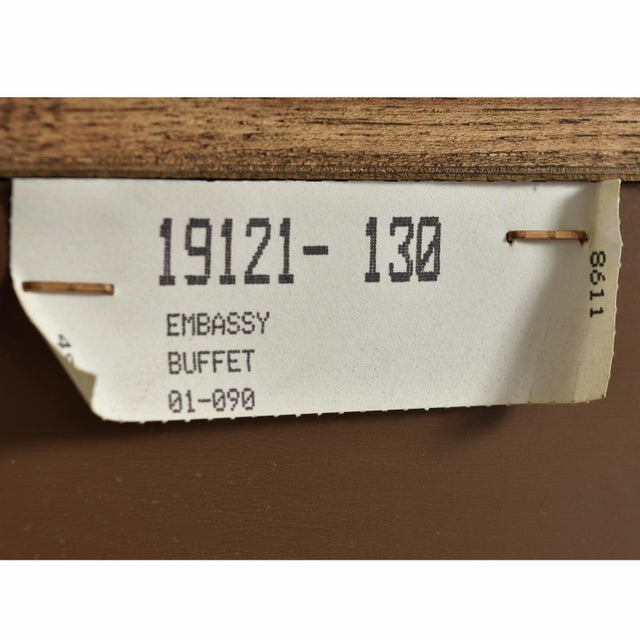 19121- 130
EMBASSY
BUFFET
01-090
8611